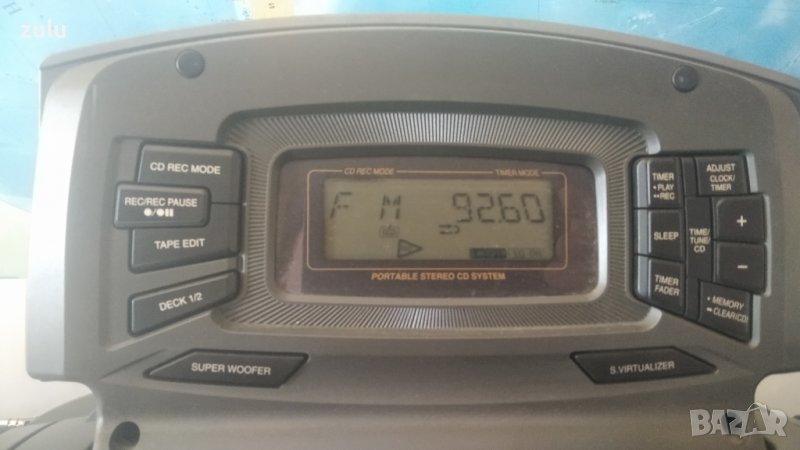 zulu
CD REC MODE
REC/REC PAUSE
●/●II
TAPE EDIT
DECK 1/2
SUPER WOOFER
CD REC MODE TIMER MODE
FM 92.60
PORTABLE STEREO CD SYSTEM
TIMER
• PLAY
•• REC
ADJUST
CLOCK/
TIMER
SLEEP
TIME/
TUNE/
CD
+
−
TIMER
FADER
• MEMORY
•• CLEAR(CD)
S.VIRTUALIZER
BAZAR